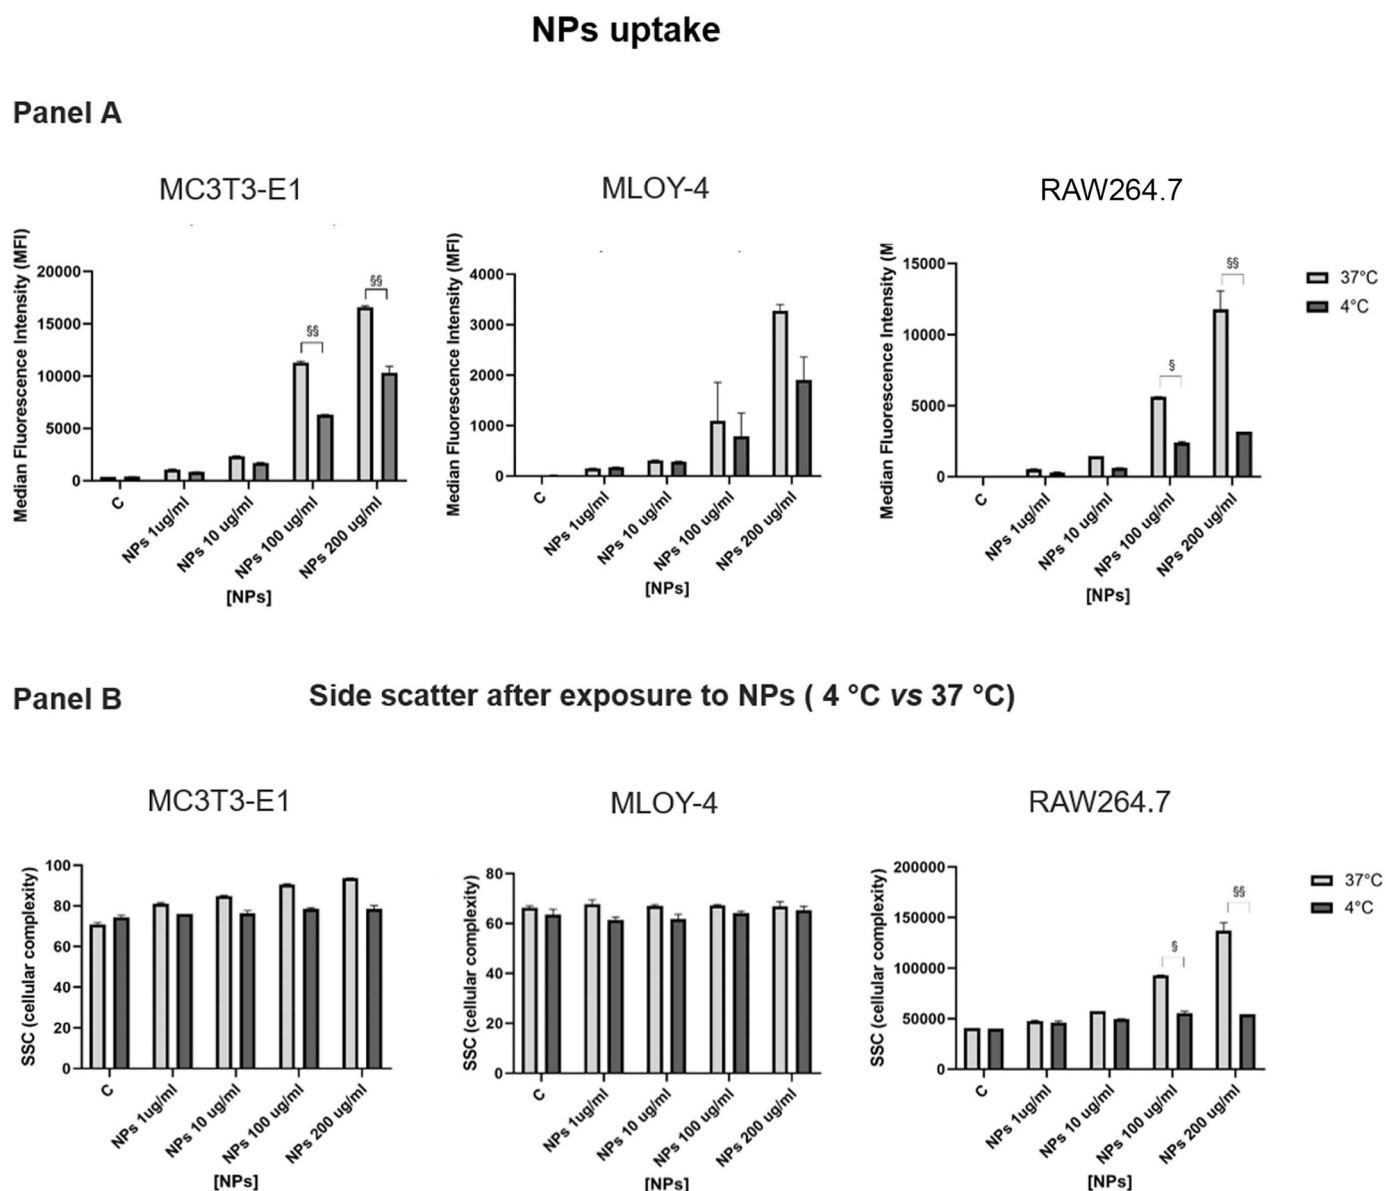 NPs uptake
Panel A
MC3T3-E1
MLOY-4
RAW264.7
Median Fluorescence Intensity (MFI)
20000
15000
10000
5000
0
§§
§§
C
NPs 1ug/ml
NPs 10 ug/ml
NPs 100 ug/ml
NPs 200 ug/ml
[NPs]
Median Fluorescence Intensity (MFI)
4000
3000
2000
1000
0
C
NPs 1ug/ml
NPs 10 ug/ml
NPs 100 ug/ml
NPs 200 ug/ml
[NPs]
Median Fluorescence Intensity (M
15000
10000
5000
0
§
§§
C
NPs 1ug/ml
NPs 10 ug/ml
NPs 100 ug/ml
NPs 200 ug/ml
[NPs]
37°C
4°C
Panel B
Side scatter after exposure to NPs ( 4 °C vs 37 °C)
MC3T3-E1
MLOY-4
RAW264.7
SSC (cellular complexity)
100
80
60
40
20
0
C
NPs 1ug/ml
NPs 10 ug/ml
NPs 100 ug/ml
NPs 200 ug/ml
[NPs]
SSC (cellular complexity)
80
60
40
20
0
C
NPs 1ug/ml
NPs 10 ug/ml
NPs 100 ug/ml
NPs 200 ug/ml
[NPs]
SSC (cellular complexity)
200000
150000
100000
50000
0
§
§§
C
NPs 1ug/ml
NPs 10 ug/ml
NPs 100 ug/ml
NPs 200 ug/ml
[NPs]
37°C
4°C